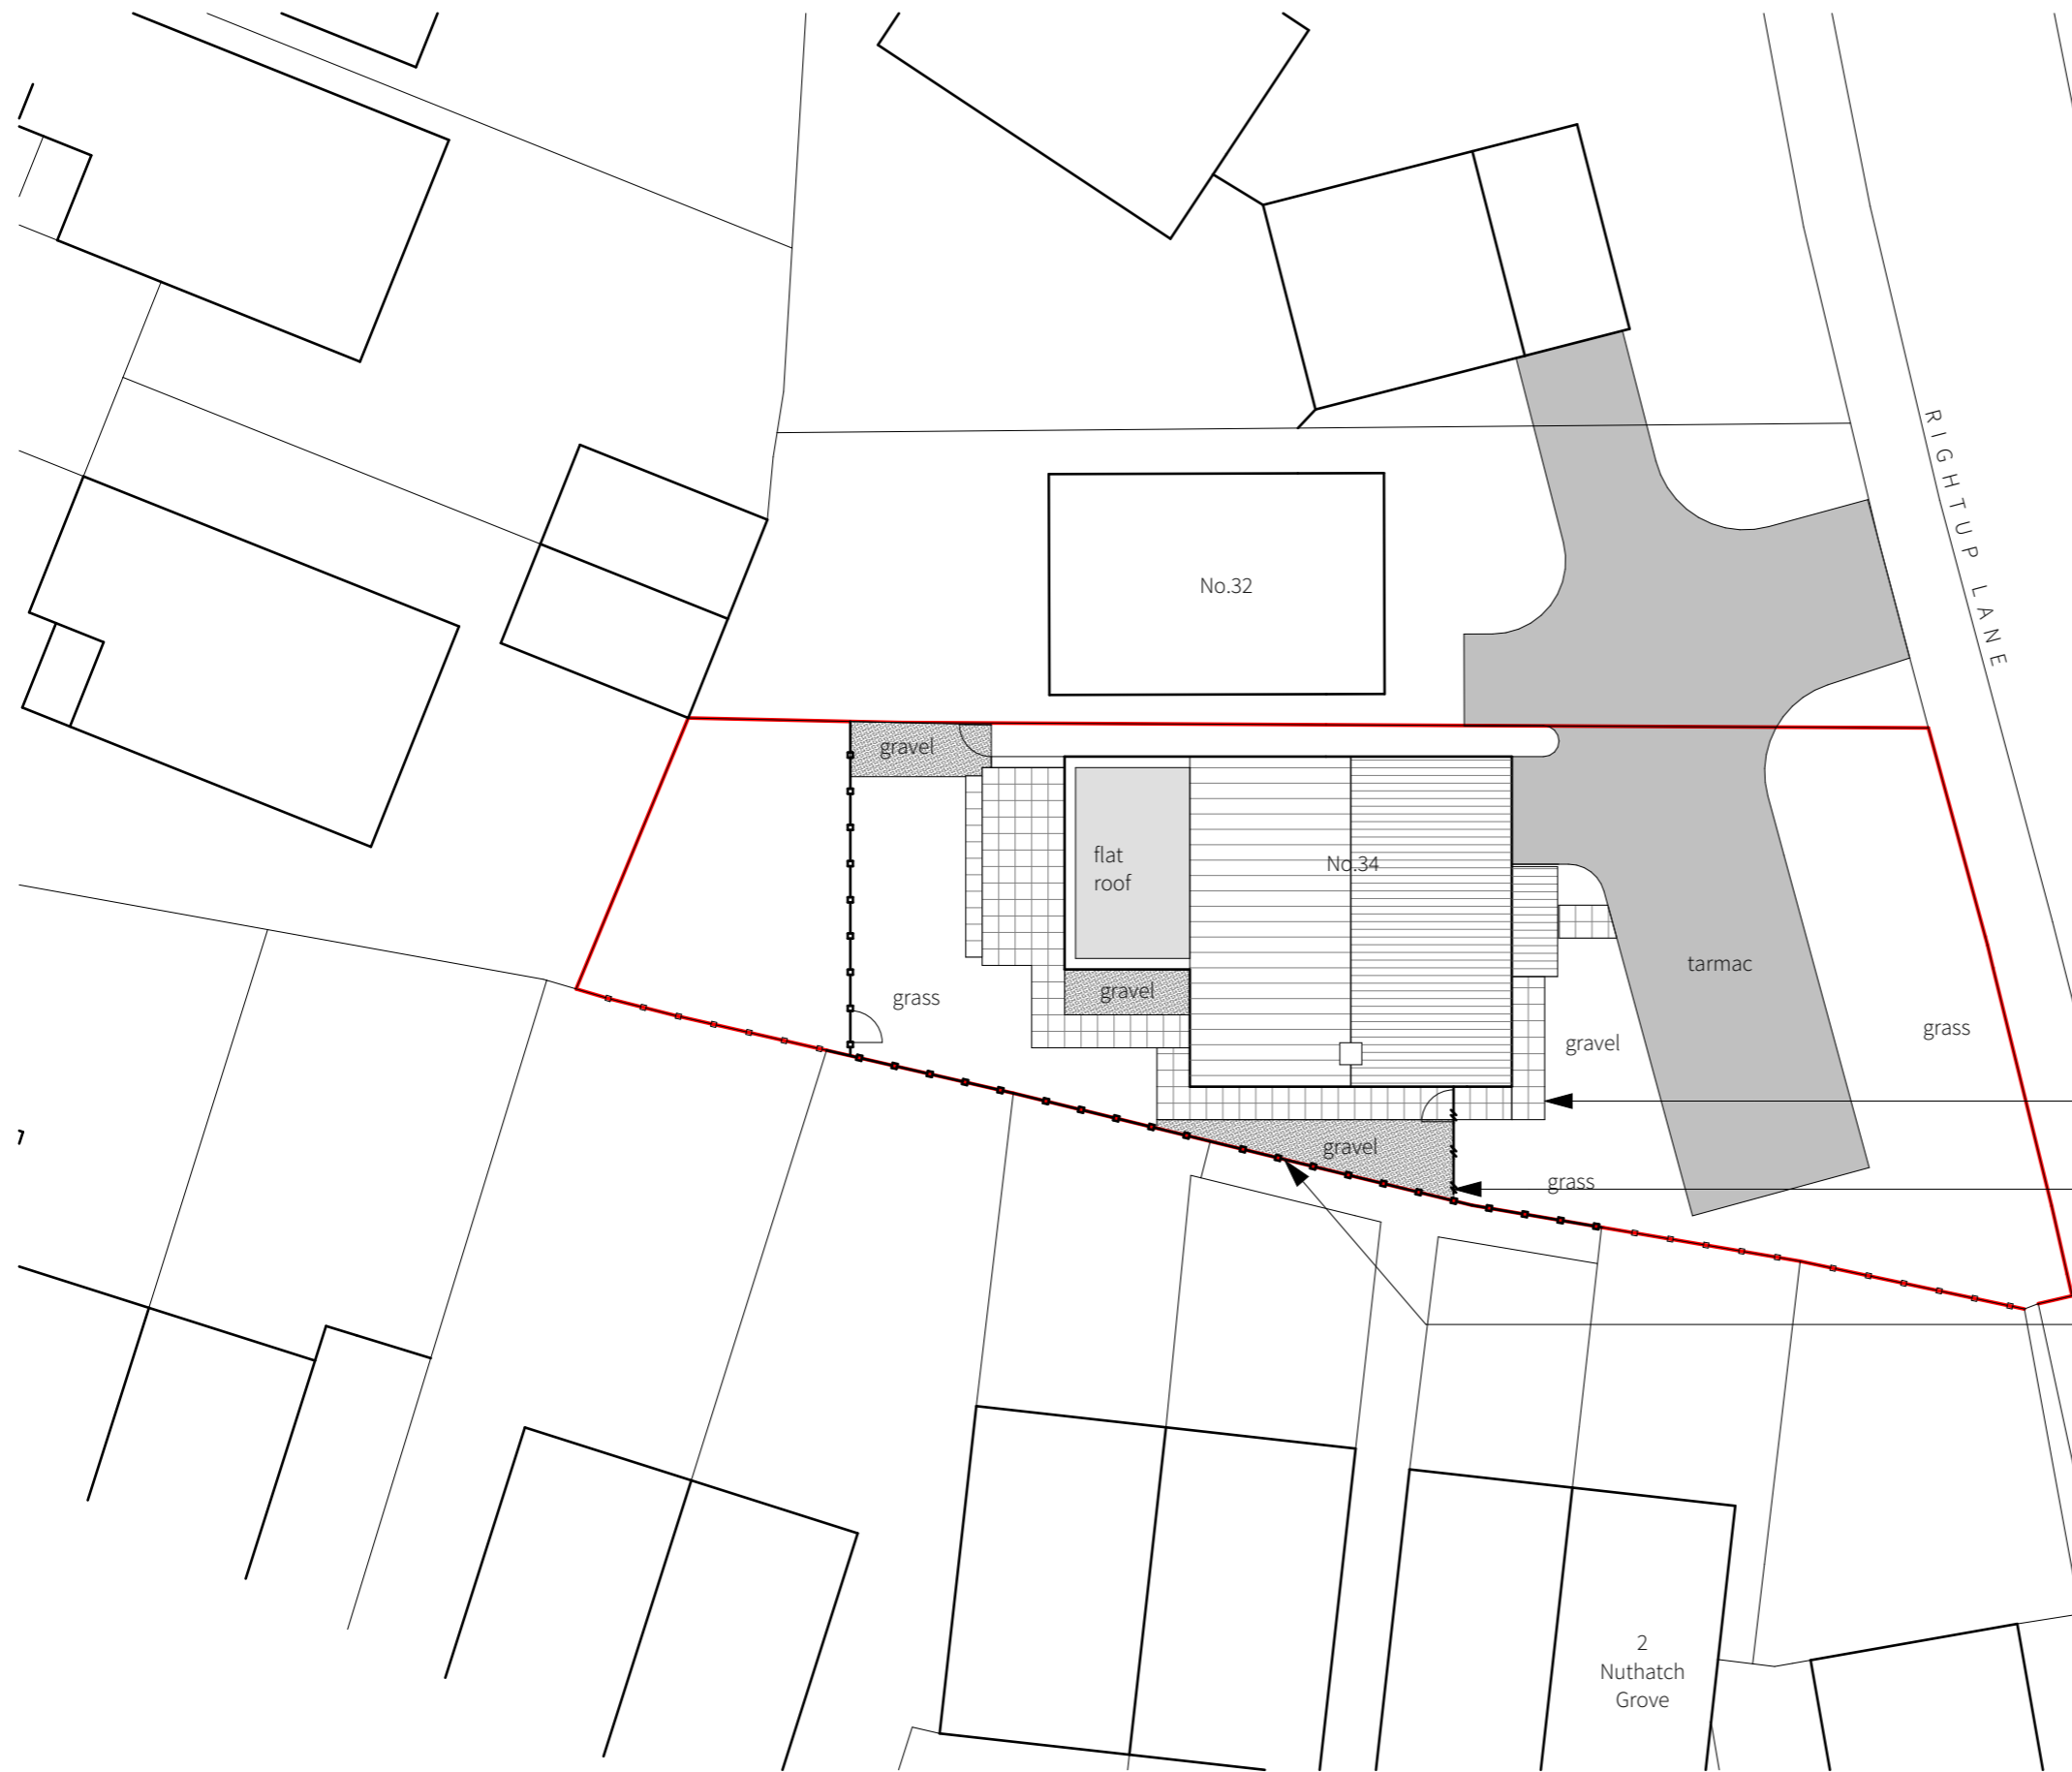 RIGHTUP LANE
No.32
gravel
flat
roof
No.34
tarmac
gravel
grass
grass
gravel
gravel
grass
2
Nuthatch
Grove